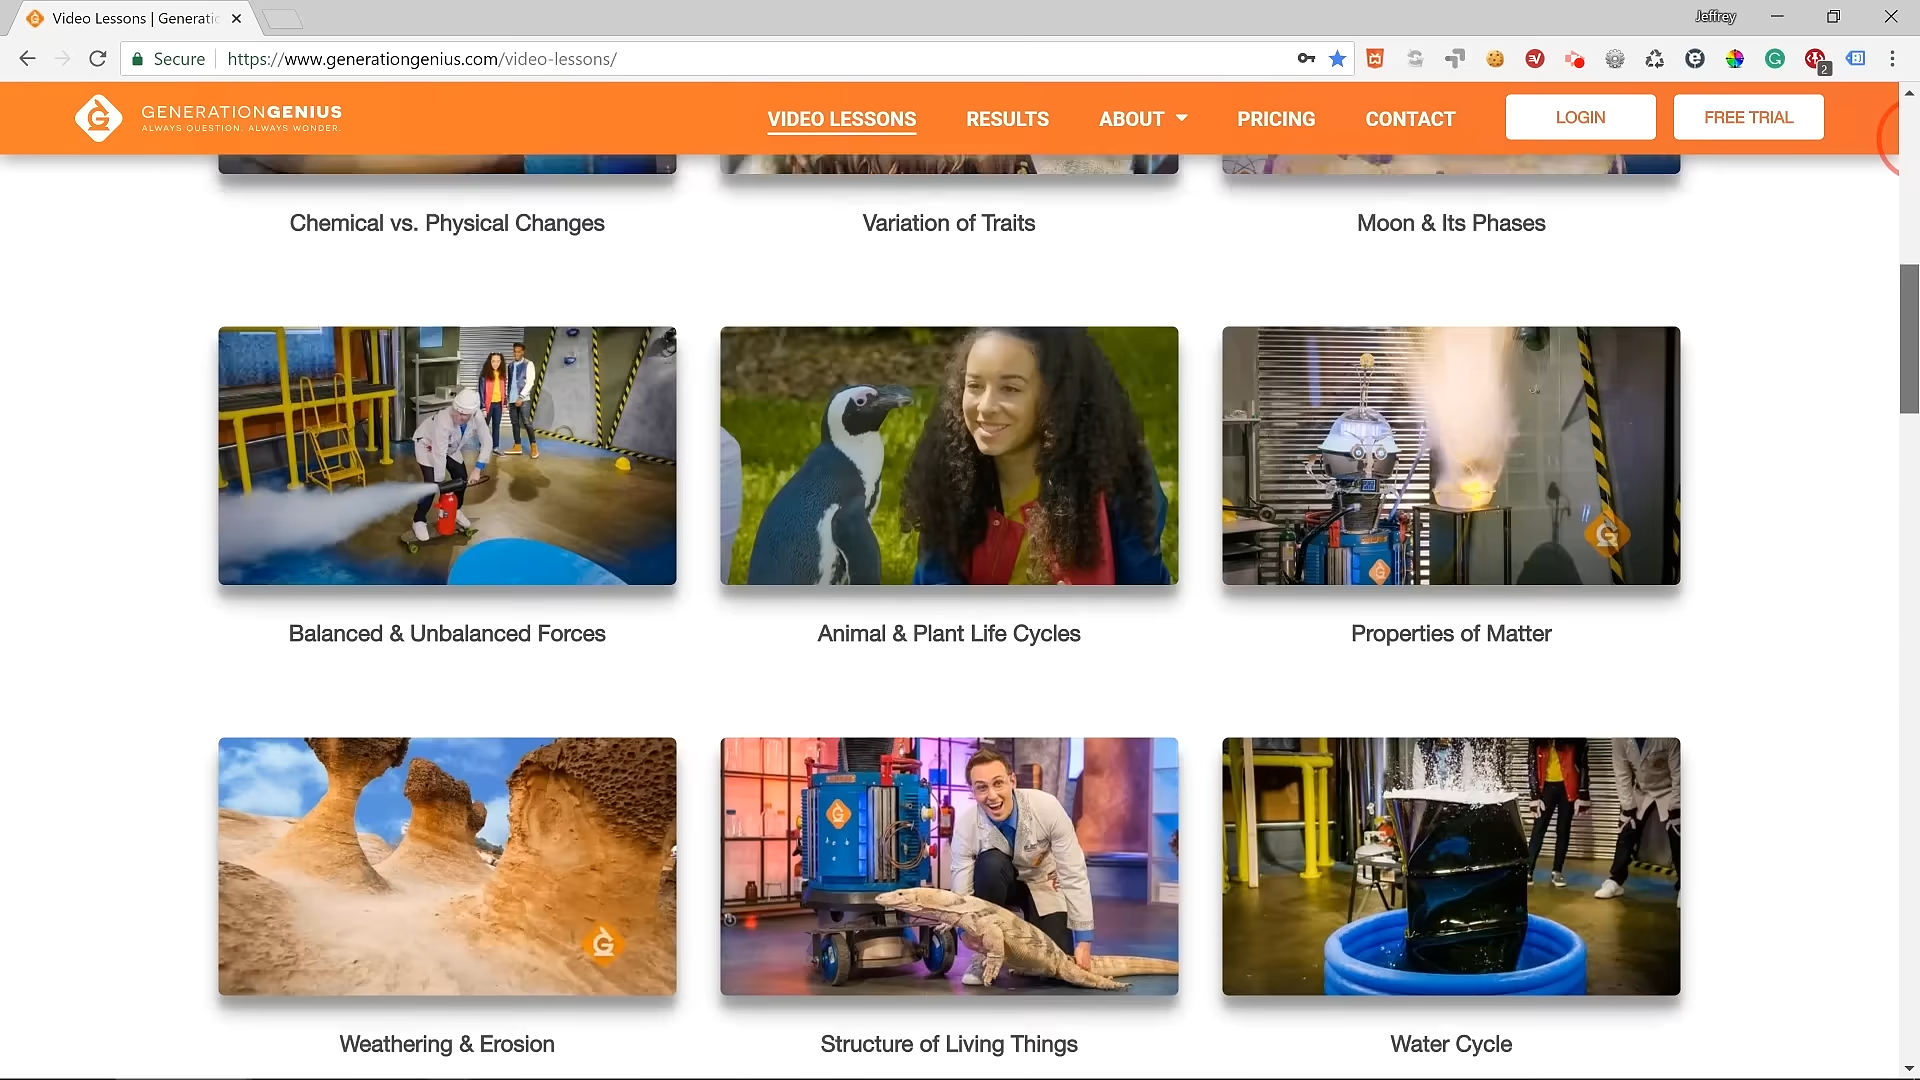 Video Lessons | Generatio
Jeffrey
Secure
https://www.generationgenius.com/video-lessons/
2
GENERATIONGENIUS
ALWAYS QUESTION. ALWAYS WONDER.
VIDEO LESSONS
RESULTS
ABOUT
PRICING
CONTACT
LOGIN
FREE TRIAL
Chemical vs. Physical Changes
Variation of Traits
Moon & Its Phases
Balanced & Unbalanced Forces
Animal & Plant Life Cycles
Properties of Matter
Weathering & Erosion
Structure of Living Things
Water Cycle